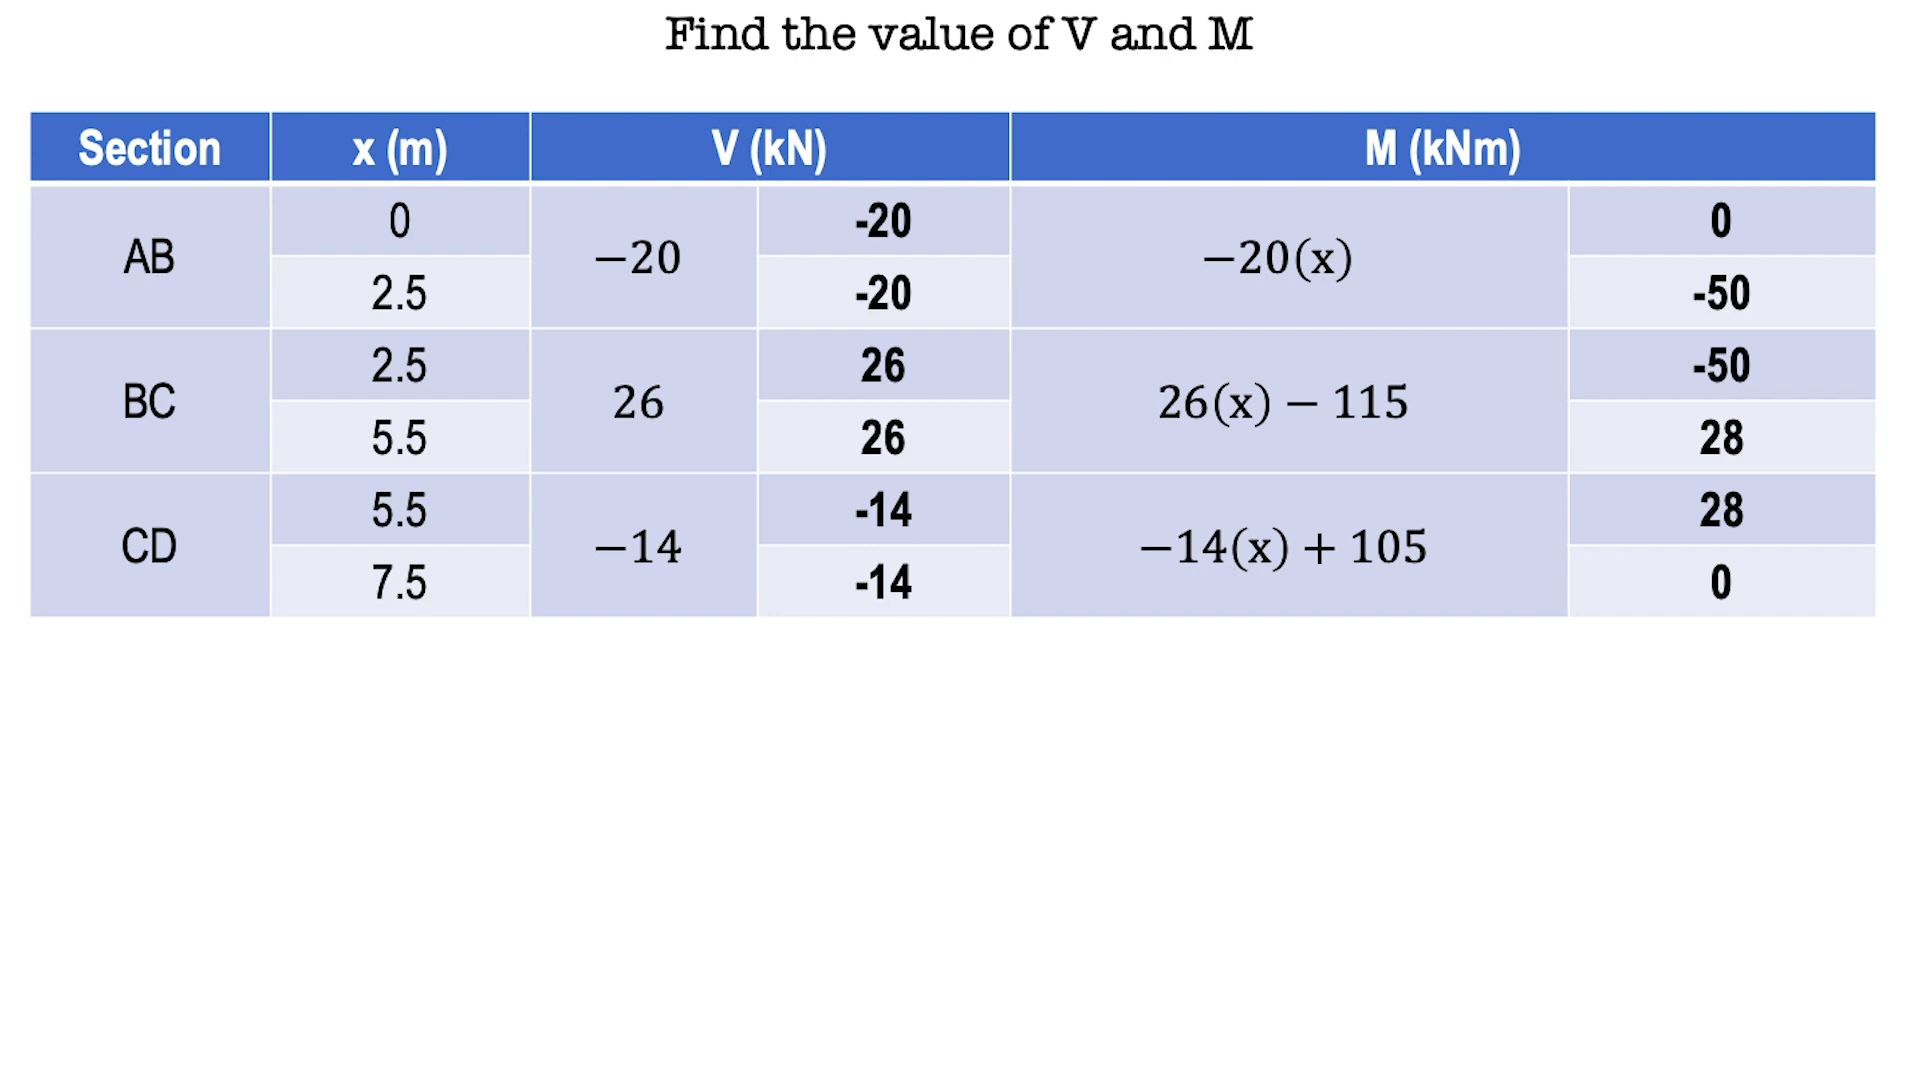 Find the value of V and M
Section x (m) V (kN) M (kNm)
AB 0 −20 -20 −20(x) 0
2.5 -20 -50
BC 2.5 26 26 26(x) − 115 -50
5.5 26 28
CD 5.5 −14 -14 −14(x) + 105 28
7.5 -14 0